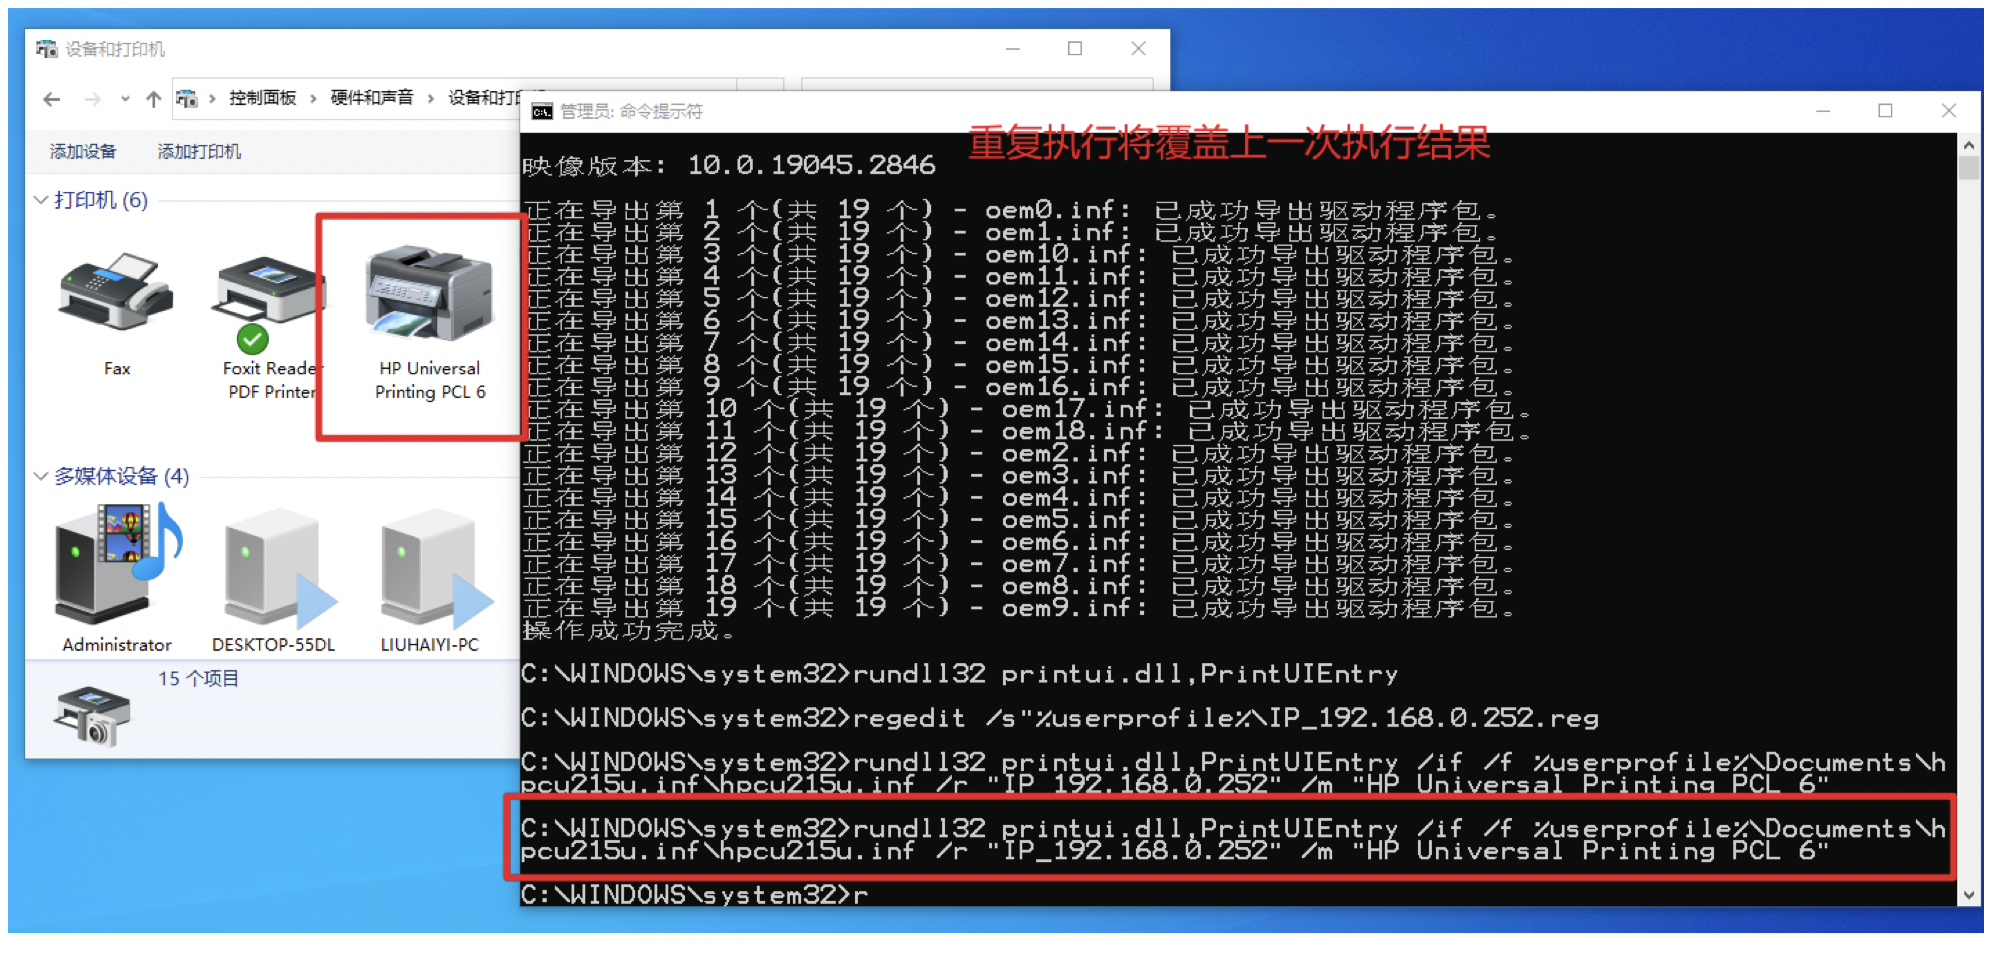 设备和打印机
控制面板 › 硬件和声音 › 设备和打印机
添加设备 添加打印机
打印机 (6)
Fax
Foxit Reader
PDF Printer
HP Universal
Printing PCL 6
多媒体设备 (4)
Administrator
DESKTOP-55DL
LIUHAIYI-PC
15 个项目
管理员: 命令提示符
重复执行将覆盖上一次执行结果
映像版本: 10.0.19045.2846
正在导出第 1 个(共 19 个) - oem0.inf: 已成功导出驱动程序包。
正在导出第 2 个(共 19 个) - oem1.inf: 已成功导出驱动程序包。
正在导出第 3 个(共 19 个) - oem10.inf: 已成功导出驱动程序包。
正在导出第 4 个(共 19 个) - oem11.inf: 已成功导出驱动程序包。
正在导出第 5 个(共 19 个) - oem12.inf: 已成功导出驱动程序包。
正在导出第 6 个(共 19 个) - oem13.inf: 已成功导出驱动程序包。
正在导出第 7 个(共 19 个) - oem14.inf: 已成功导出驱动程序包。
正在导出第 8 个(共 19 个) - oem15.inf: 已成功导出驱动程序包。
正在导出第 9 个(共 19 个) - oem16.inf: 已成功导出驱动程序包。
正在导出第 10 个(共 19 个) - oem17.inf: 已成功导出驱动程序包。
正在导出第 11 个(共 19 个) - oem18.inf: 已成功导出驱动程序包。
正在导出第 12 个(共 19 个) - oem2.inf: 已成功导出驱动程序包。
正在导出第 13 个(共 19 个) - oem3.inf: 已成功导出驱动程序包。
正在导出第 14 个(共 19 个) - oem4.inf: 已成功导出驱动程序包。
正在导出第 15 个(共 19 个) - oem5.inf: 已成功导出驱动程序包。
正在导出第 16 个(共 19 个) - oem6.inf: 已成功导出驱动程序包。
正在导出第 17 个(共 19 个) - oem7.inf: 已成功导出驱动程序包。
正在导出第 18 个(共 19 个) - oem8.inf: 已成功导出驱动程序包。
正在导出第 19 个(共 19 个) - oem9.inf: 已成功导出驱动程序包。
操作成功完成。
C:\WINDOWS\system32>rundll32 printui.dll,PrintUIEntry
C:\WINDOWS\system32>regedit /s"%userprofile%\IP_192.168.0.252.reg
C:\WINDOWS\system32>rundll32 printui.dll,PrintUIEntry /if /f %userprofile%\Documents\h
pcu215u.inf\hpcu215u.inf /r "IP_192.168.0.252" /m "HP Universal Printing PCL 6"
C:\WINDOWS\system32>rundll32 printui.dll,PrintUIEntry /if /f %userprofile%\Documents\h
pcu215u.inf\hpcu215u.inf /r "IP_192.168.0.252" /m "HP Universal Printing PCL 6"
C:\WINDOWS\system32>r